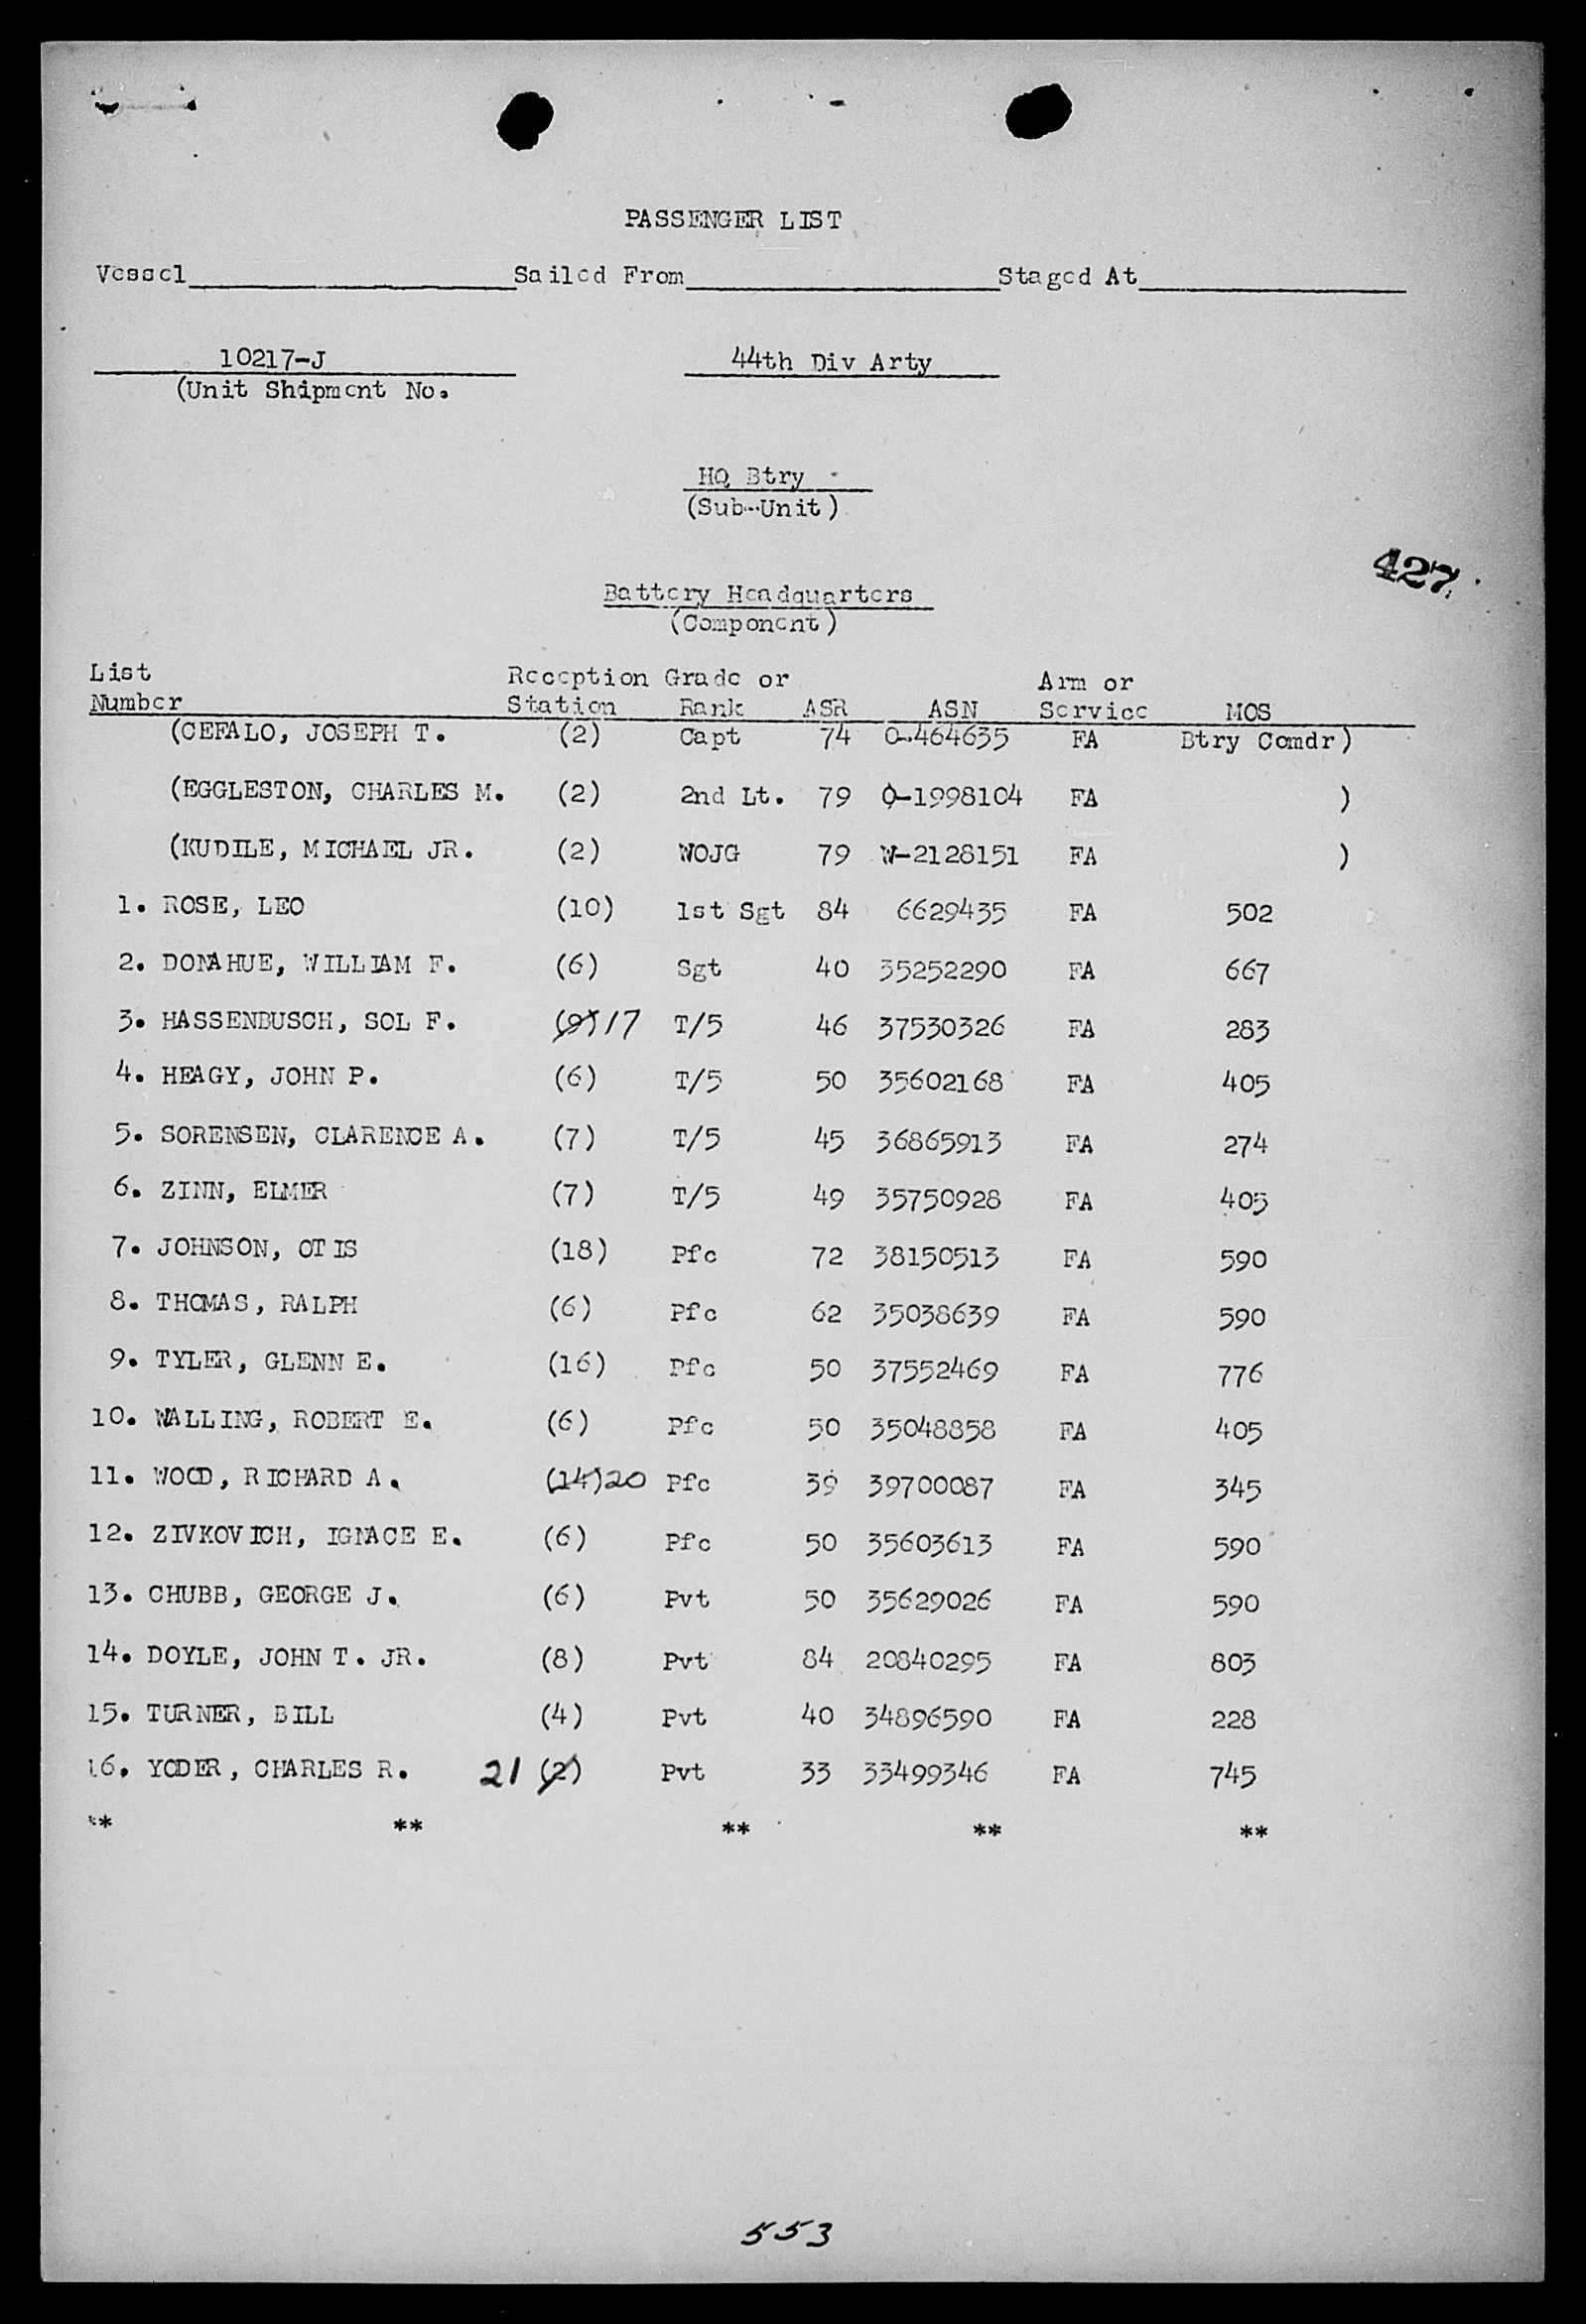 PASSENGER LIST
Vessel Sailed From Staged At
10217-J 44th Div Arty
(Unit Shipment No.
HQ Btry
(Sub-Unit)
427
Battery Headquarters
(Component)
List Reception Grade or Arm or
Number Station Rank ASR ASN Service MOS
(CEFALO, JOSEPH T. (2) Capt 74 O-464635 FA Btry Comdr)
(EGGLESTON, CHARLES M. (2) 2nd Lt. 79 O-1998104 FA )
(KUDILE, MICHAEL JR. (2) WOJG 79 W-2128151 FA )
1. ROSE, LEO (10) 1st Sgt 84 6629435 FA 502
2. DONAHUE, WILLIAM F. (6) Sgt 40 35252290 FA 667
3. HASSENBUSCH, SOL F. (9) 17 T/5 46 37530326 FA 283
4. HEAGY, JOHN P. (6) T/5 50 35602168 FA 405
5. SORENSEN, CLARENCE A. (7) T/5 45 36865913 FA 274
6. ZINN, ELMER (7) T/5 49 35750928 FA 405
7. JOHNSON, OTIS (18) Pfc 72 38150513 FA 590
8. THOMAS, RALPH (6) Pfc 62 35038639 FA 590
9. TYLER, GLENN E. (16) Pfc 50 37552469 FA 776
10. WALLING, ROBERT E. (6) Pfc 50 35048858 FA 405
11. WOOD, RICHARD A. (14) 20 Pfc 39 39700087 FA 345
12. ZIVKOVICH, IGNACE E. (6) Pfc 50 35603613 FA 590
13. CHUBB, GEORGE J. (6) Pvt 50 35629026 FA 590
14. DOYLE, JOHN T. JR. (8) Pvt 84 20840295 FA 803
15. TURNER, BILL (4) Pvt 40 34896590 FA 228
16. YODER, CHARLES R. 21 (2) Pvt 33 33499346 FA 745
** ** ** ** **
553